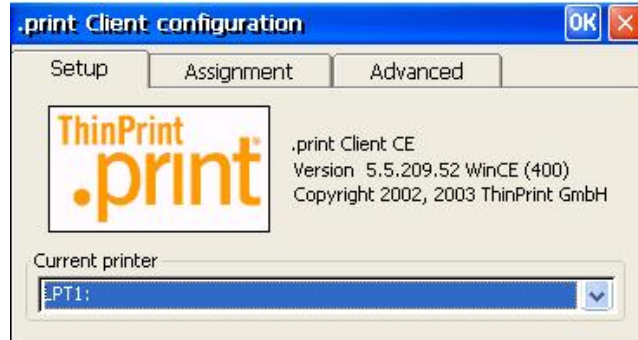 .print Client configuration OK
Setup Assignment Advanced
ThinPrint
.print
.print Client CE
Version 5.5.209.52 WinCE (400)
Copyright 2002, 2003 ThinPrint GmbH
Current printer
LPT1: